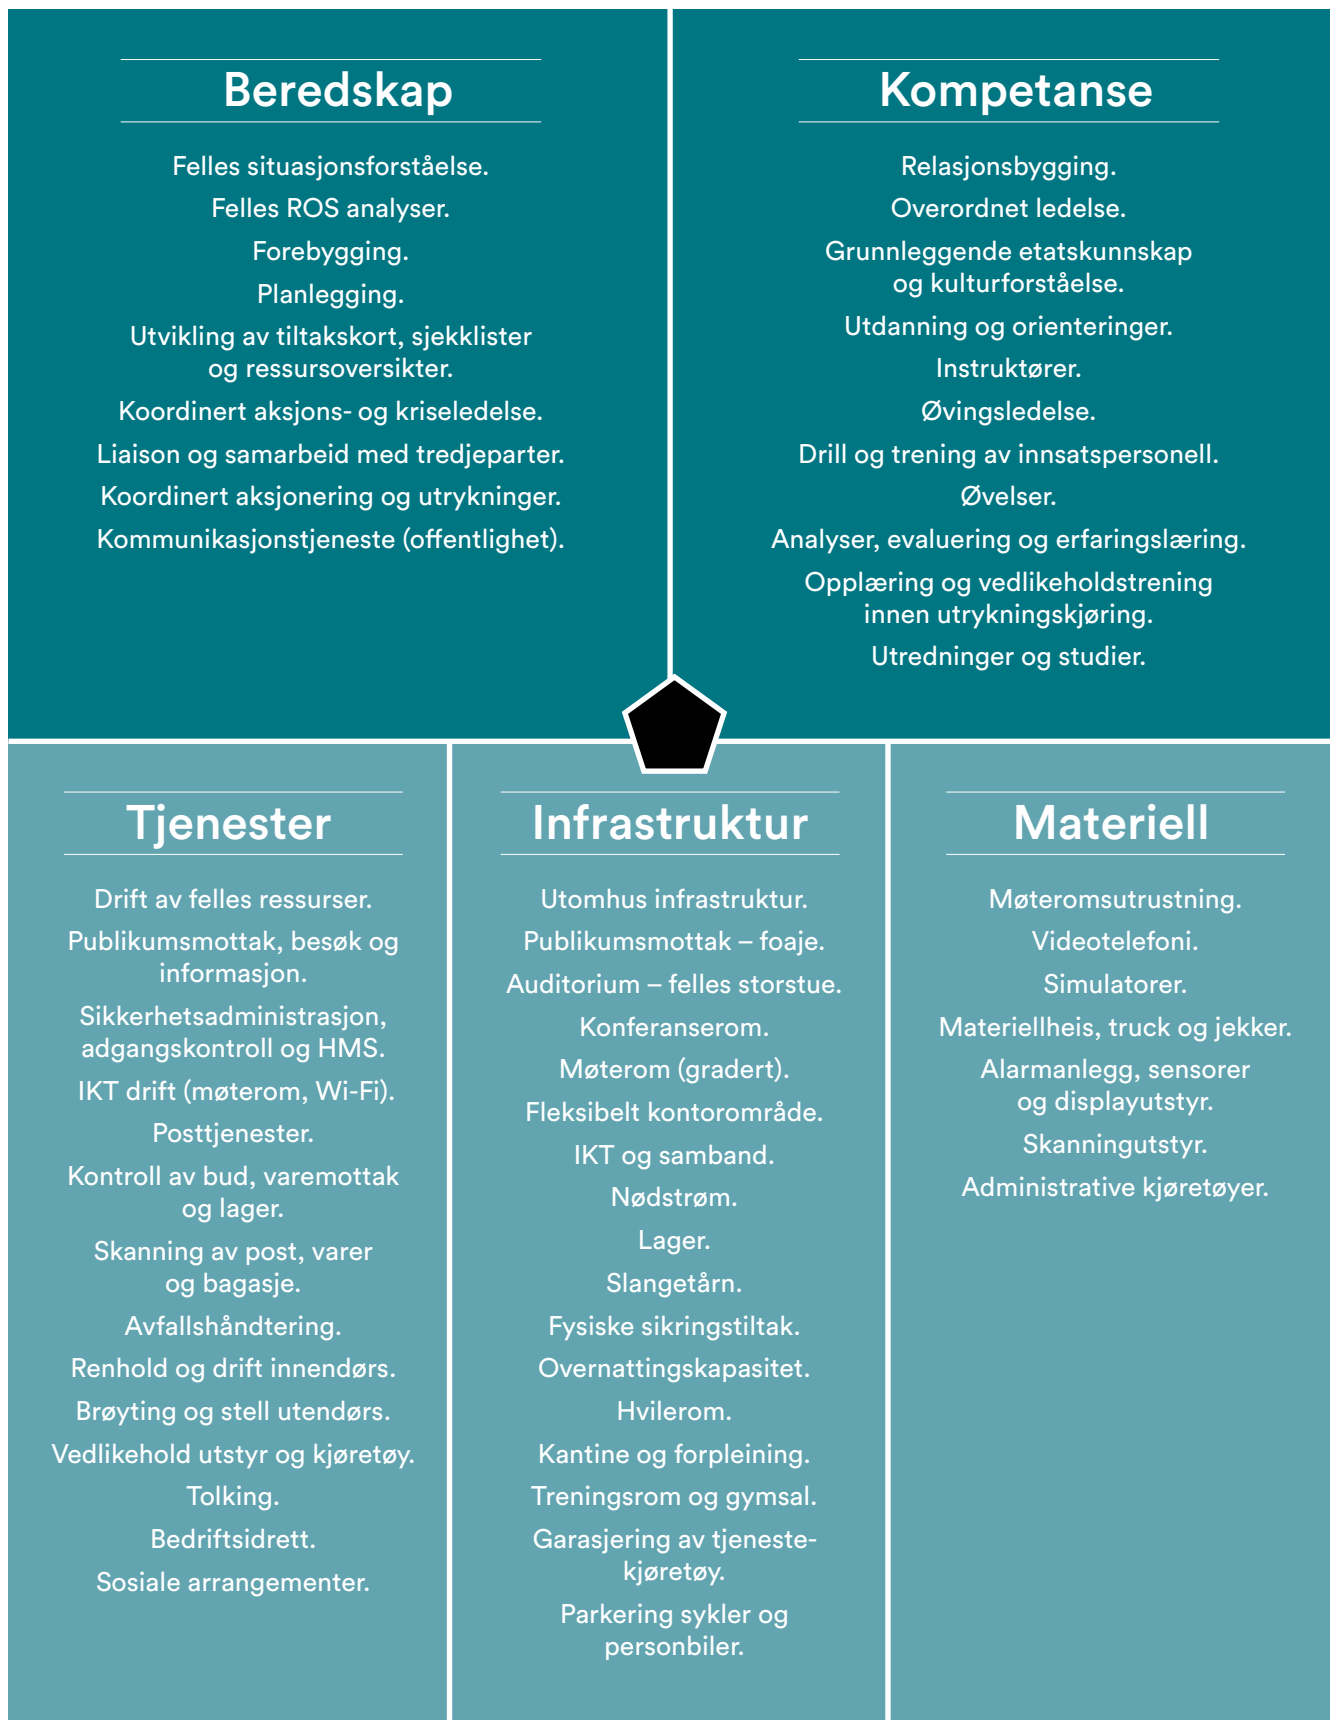 Beredskap
Felles situasjonsforståelse.
Felles ROS analyser.
Forebygging.
Planlegging.
Utvikling av tiltakskort, sjekklister
og ressursoversikter.
Koordinert aksjons- og kriseledelse.
Liaison og samarbeid med tredjeparter.
Koordinert aksjonering og utrykninger.
Kommunikasjonstjeneste (offentlighet).
Kompetanse
Relasjonsbygging.
Overordnet ledelse.
Grunnleggende etatskunnskap
og kulturforståelse.
Utdanning og orienteringer.
Instruktører.
Øvingsledelse.
Drill og trening av innsatspersonell.
Øvelser.
Analyser, evaluering og erfaringslæring.
Opplæring og vedlikeholdstrening
innen utrykningskjøring.
Utredninger og studier.
Tjenester
Drift av felles ressurser.
Publikumsmottak, besøk og
informasjon.
Sikkerhetsadministrasjon,
adgangskontroll og HMS.
IKT drift (møterom, Wi-Fi).
Posttjenester.
Kontroll av bud, varemottak
og lager.
Skanning av post, varer
og bagasje.
Avfallshåndtering.
Renhold og drift innendørs.
Brøyting og stell utendørs.
Vedlikehold utstyr og kjøretøy.
Tolking.
Bedriftsidrett.
Sosiale arrangementer.
Infrastruktur
Utomhus infrastruktur.
Publikumsmottak – foaje.
Auditorium – felles storstue.
Konferanserom.
Møterom (gradert).
Fleksibelt kontorområde.
IKT og samband.
Nødstrøm.
Lager.
Slangetårn.
Fysiske sikringstiltak.
Overnattingskapasitet.
Hvilerom.
Kantine og forpleining.
Treningsrom og gymsal.
Garasjering av tjeneste-
kjøretøy.
Parkering sykler og
personbiler.
Materiell
Møteromsutrustning.
Videotelefoni.
Simulatorer.
Materiellheis, truck og jekker.
Alarmanlegg, sensorer
og displayutstyr.
Skanningutstyr.
Administrative kjøretøyer.